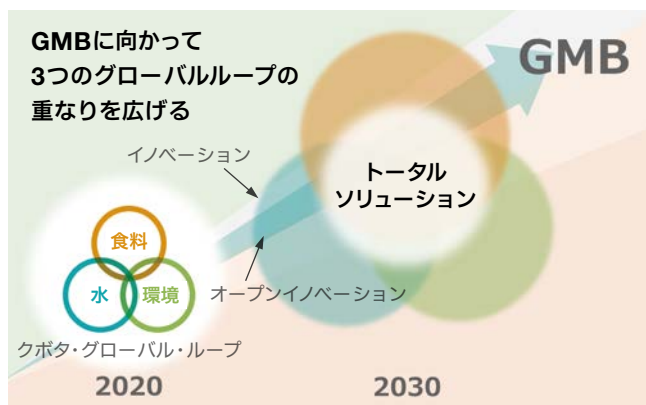 GMBに向かって
3つのグローバルループの
重なりを広げる
GMB
イノベーション
トータル
ソリューション
食料
水
環境
オープンイノベーション
クボタ・グローバル・ループ
2020
2030